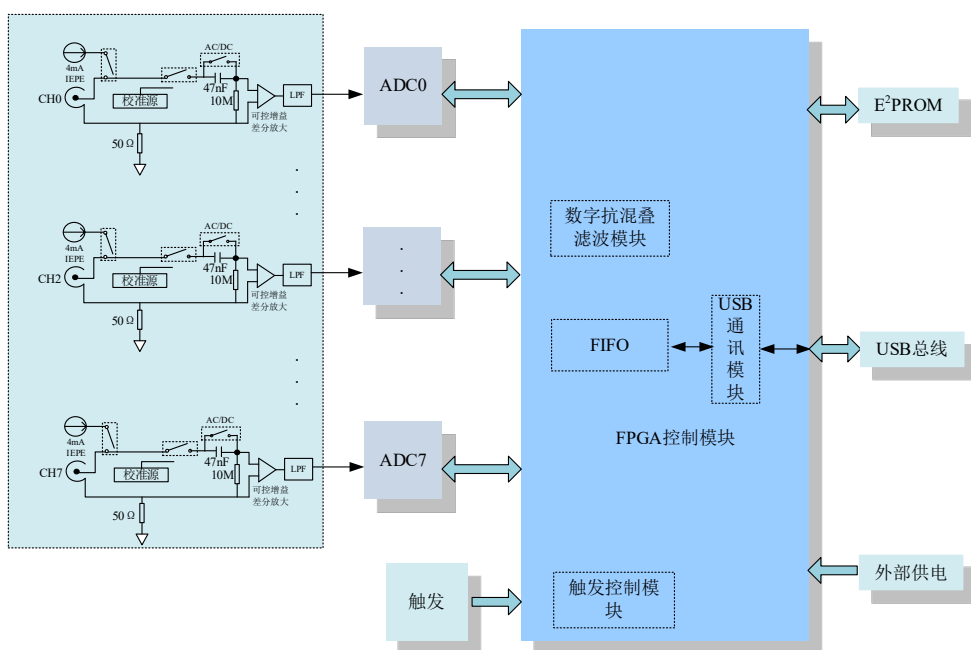 AC/DC
4mA
IEPE
CH0
校准源
47nF
10M
LPF
可控增益
差分放大
50Ω
ADC0
E²PROM
数字抗混叠
滤波模块
AC/DC
4mA
IEPE
CH2
校准源
47nF
10M
LPF
可控增益
差分放大
50Ω
FIFO
USB
通
讯
模
块
USB总线
FPGA控制模块
AC/DC
4mA
IEPE
CH7
校准源
47nF
10M
LPF
可控增益
差分放大
50Ω
ADC7
触发
触发控制模
块
外部供电